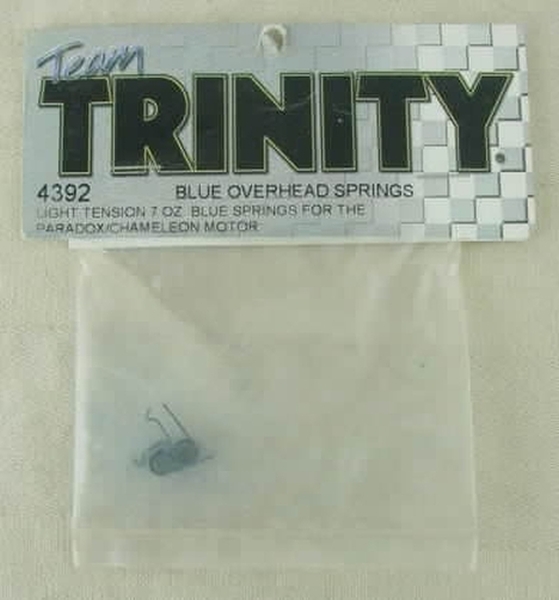 Team
TRINITY
4392 BLUE OVERHEAD SPRINGS
LIGHT TENSION 7 OZ. BLUE SPRINGS FOR THE
PARADOX/CHAMELEON MOTOR